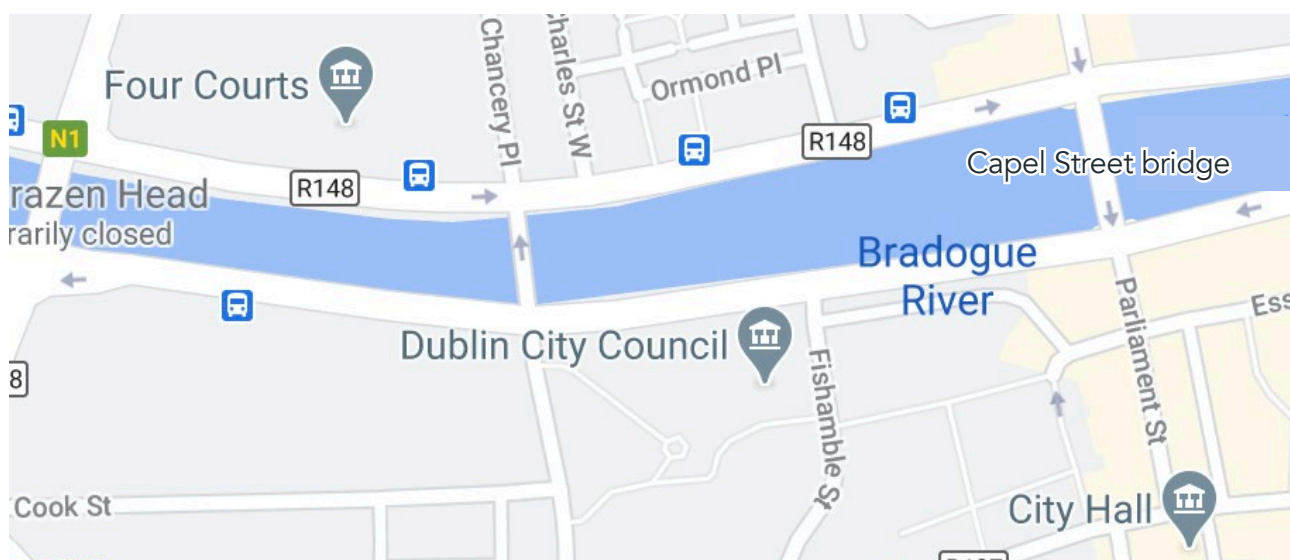 Chancery Pl
Charles St W
Four Courts
Ormond Pl
N1
R148
R148
Capel Street bridge
razen Head
rarily closed
Bradogue
River
Parliament St
Ess
Dublin City Council
Fishamble St
8
Cook St
City Hall